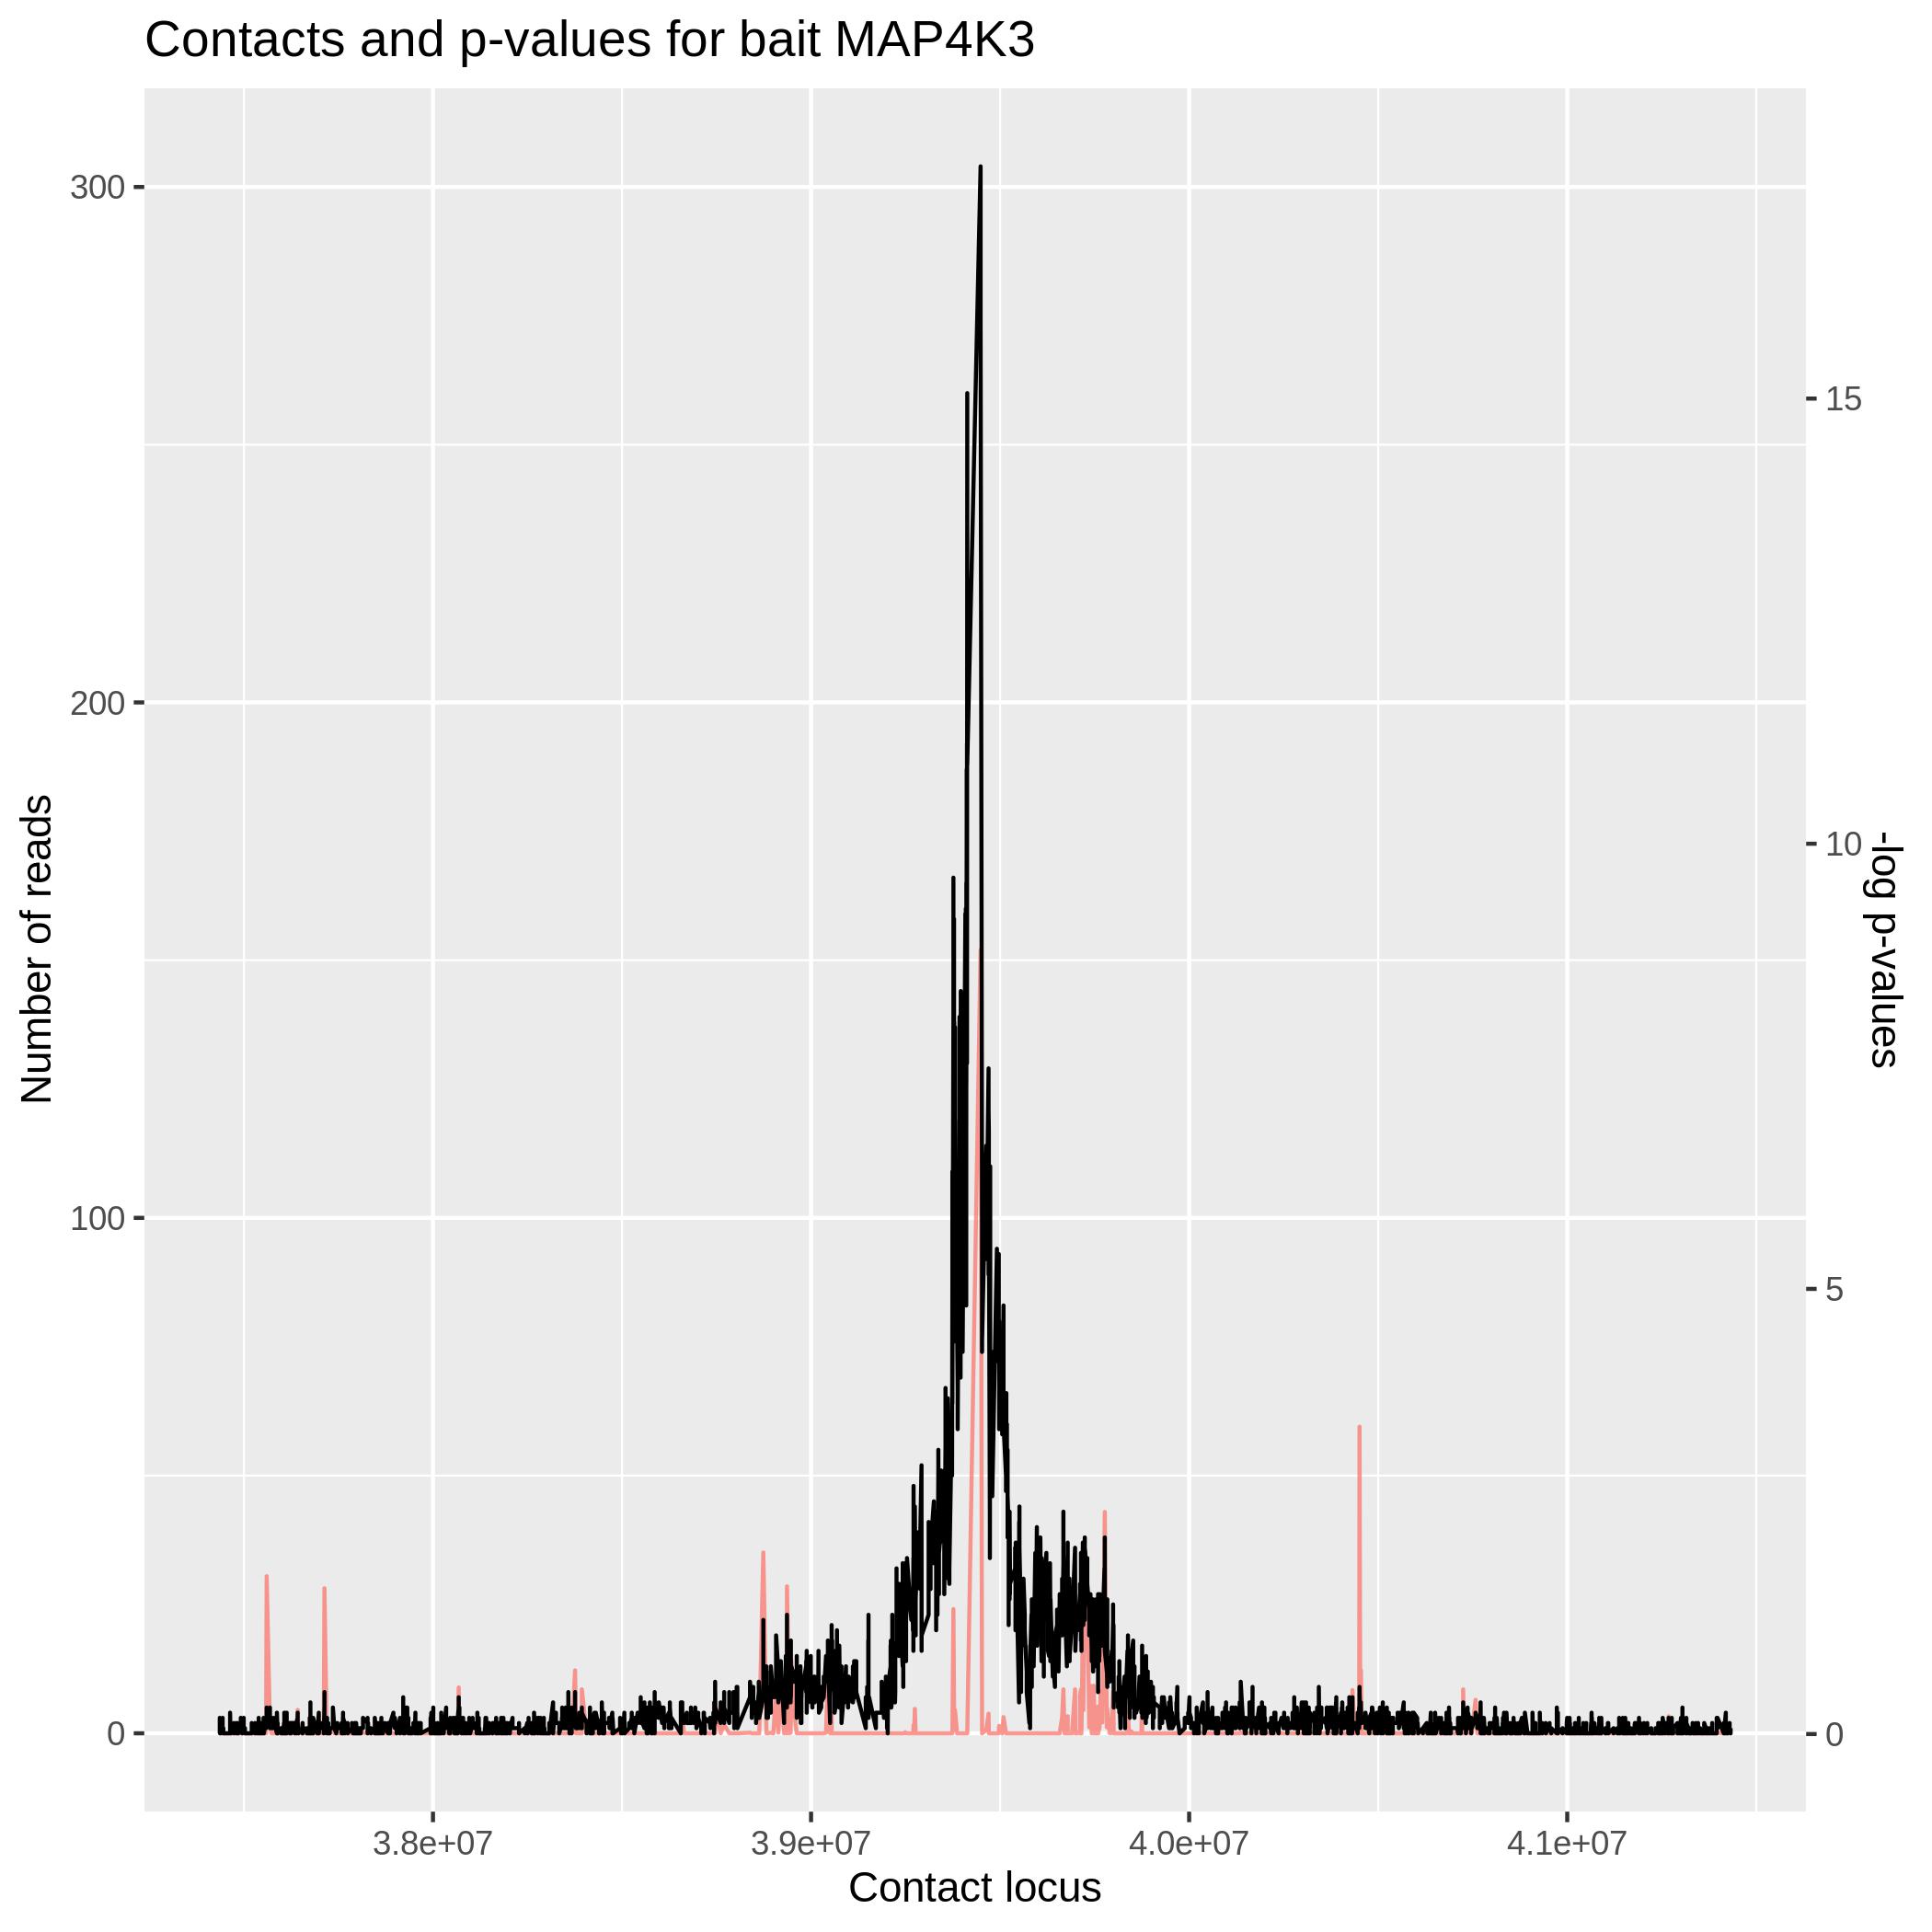 Contacts and p-values for bait MAP4K3
300
200
100
0
Number of reads
15
10
5
0
-log p-values
3.8e+07
3.9e+07
4.0e+07
4.1e+07
Contact locus